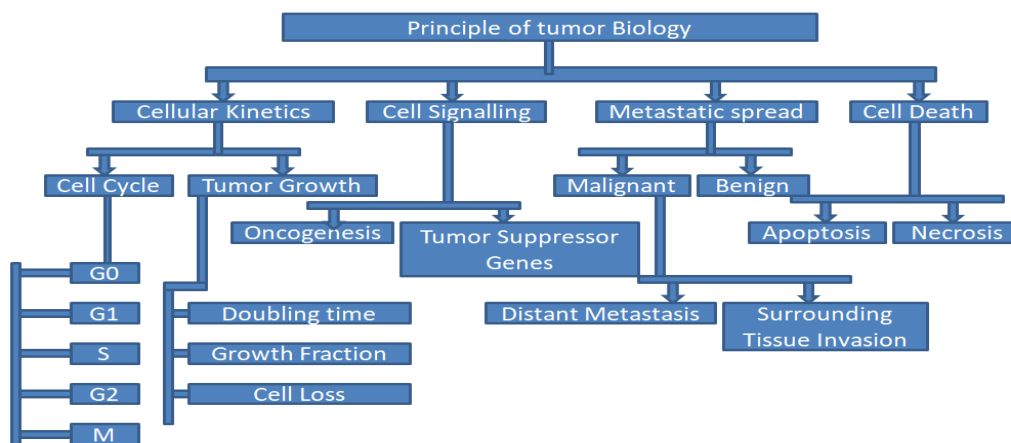 Principle of tumor Biology
Cellular Kinetics
Cell Signalling
Metastatic spread
Cell Death
Cell Cycle
Tumor Growth
Malignant
Benign
Oncogenesis
Tumor Suppressor
Genes
Apoptosis
Necrosis
G0
G1
S
G2
M
Doubling time
Growth Fraction
Cell Loss
Distant Metastasis
Surrounding
Tissue Invasion